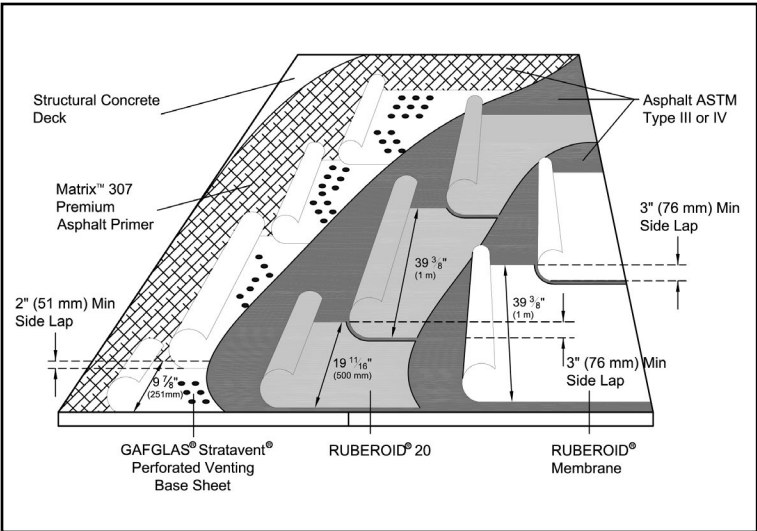 Structural Concrete
Deck
Asphalt ASTM
Type III or IV
Matrix™ 307
Premium
Asphalt Primer
3" (76 mm) Min
Side Lap
39 3/8"
(1 m)
39 3/8"
(1 m)
2" (51 mm) Min
Side Lap
19 11/16"
(500 mm)
3" (76 mm) Min
Side Lap
9 7/8"
(251mm)
GAFGLAS® Stratavent®
Perforated Venting
Base Sheet
RUBEROID® 20
RUBEROID®
Membrane